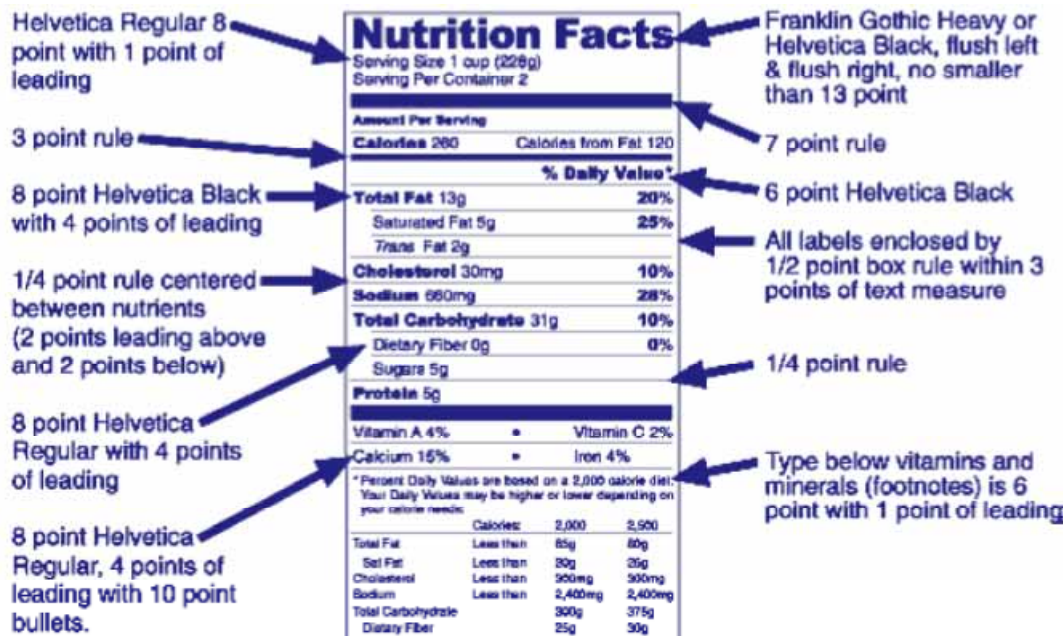 Helvetica Regular 8
point with 1 point of
leading
3 point rule
8 point Helvetica Black
with 4 points of leading
1/4 point rule centered
between nutrients
(2 points leading above
and 2 points below)
8 point Helvetica
Regular with 4 points
of leading
8 point Helvetica
Regular, 4 points of
leading with 10 point
bullets.
Nutrition Facts
Serving Size 1 cup (228g)
Serving Per Container 2
Amount Per Serving
Calories 260 Calories from Fat 120
% Daily Value*
Total Fat 13g 20%
Saturated Fat 5g 25%
Trans Fat 2g
Cholesterol 30mg 10%
Sodium 660mg 28%
Total Carbohydrate 31g 10%
Dietary Fiber 0g 0%
Sugars 5g
Protein 5g
Vitamin A 4% • Vitamin C 2%
Calcium 15% • Iron 4%
* Percent Daily Values are based on a 2,000 calorie diet.
Your Daily Values may be higher or lower depending on
your calorie needs:
Calories: 2,000 2,500
Total Fat Less than 65g 80g
Sat Fat Less than 20g 25g
Cholesterol Less than 300mg 300mg
Sodium Less than 2,400mg 2,400mg
Total Carbohydrate 300g 375g
Dietary Fiber 25g 30g
Franklin Gothic Heavy or
Helvetica Black, flush left
& flush right, no smaller
than 13 point
7 point rule
6 point Helvetica Black
All labels enclosed by
1/2 point box rule within 3
points of text measure
1/4 point rule
Type below vitamins and
minerals (footnotes) is 6
point with 1 point of leading